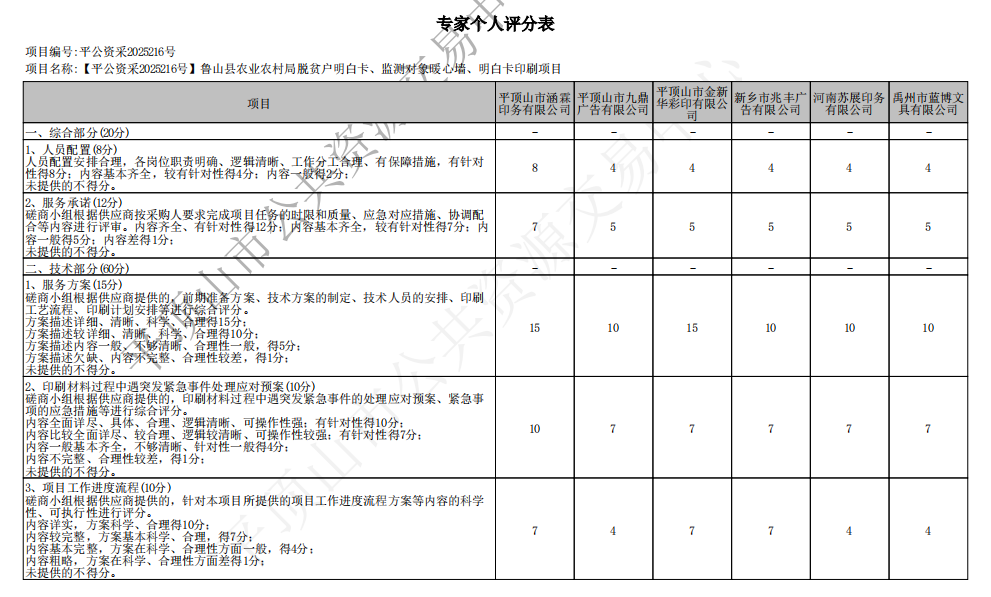 专家个人评分表
项目编号:平公资采2025216号
项目名称:【平公资采2025216号】鲁山县农业农村局脱贫户明白卡、监测对象暖心墙、明白卡印刷项目
项目
平顶山市涵霖
印务有限公司
平顶山市九鼎
广告有限公司
平顶山市金新
华彩印有限公
司
新乡市兆丰广
告有限公司
河南苏展印务
有限公司
禹州市蓝博文
具有限公司
一、综合部分(20分) – – – – – –
1、人员配置(8分)
人员配置安排合理,各岗位职责明确、逻辑清晰、工作分工合理、有保障措施,有针对
性得8分;内容基本齐全,较有针对性得4分;内容一般得2分;
未提供的不得分。
8 4 4 4 4 4
2、服务承诺(12分)
磋商小组根据供应商按采购人要求完成项目任务的时限和质量、应急对应措施、协调配
合等内容进行评审。内容齐全、有针对性得12分;内容基本齐全,较有针对性得7分;内
容一般得5分;内容差得1分;
未提供的不得分。
7 5 5 5 5 5
二、技术部分(60分) – – – – – –
1、服务方案(15分)
磋商小组根据供应商提供的,前期准备方案、技术方案的制定、技术人员的安排、印刷
工艺流程、印刷计划安排等进行综合评分。
方案描述详细、清晰、科学、合理得15分;
方案描述较详细、清晰、科学、合理得10分;
方案描述内容一般,不够清晰、合理性一般,得5分;
方案描述欠缺、内容不完整、合理性较差,得1分;
未提供的不得分。
15 10 15 10 10 10
2、印刷材料过程中遇突发紧急事件处理应对预案(10分)
磋商小组根据供应商提供的,印刷材料过程中遇突发紧急事件的处理应对预案、紧急事
项的应急措施等进行综合评分。
内容全面详尽、具体、合理、逻辑清晰、可操作性强;有针对性得10分;
内容比较全面详尽、较合理、逻辑较清晰、可操作性较强;有针对性得7分;
内容一般基本齐全,不够清晰、针对性一般得4分;
内容不完整、合理性较差,得1分;
未提供的不得分。
10 7 7 7 7 7
3、项目工作进度流程(10分)
磋商小组根据供应商提供的,针对本项目所提供的项目工作进度流程方案等内容的科学
性、可执行性进行评分。
内容详实,方案科学、合理得10分;
内容较完整,方案基本科学、合理,得7分;
内容基本完整,方案在科学、合理性方面一般,得4分;
内容粗略,方案在科学、合理性方面差得1分;
未提供的不得分。
7 4 7 7 4 4
平顶山市公共资源交易中
平顶山市公共资源交易中心